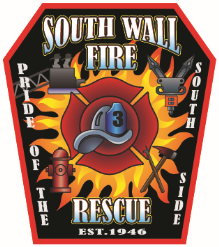 SOUTH WALL
FIRE
PRIDE OF THE
SOUTH SIDE
3
RESCUE
EST. 1946